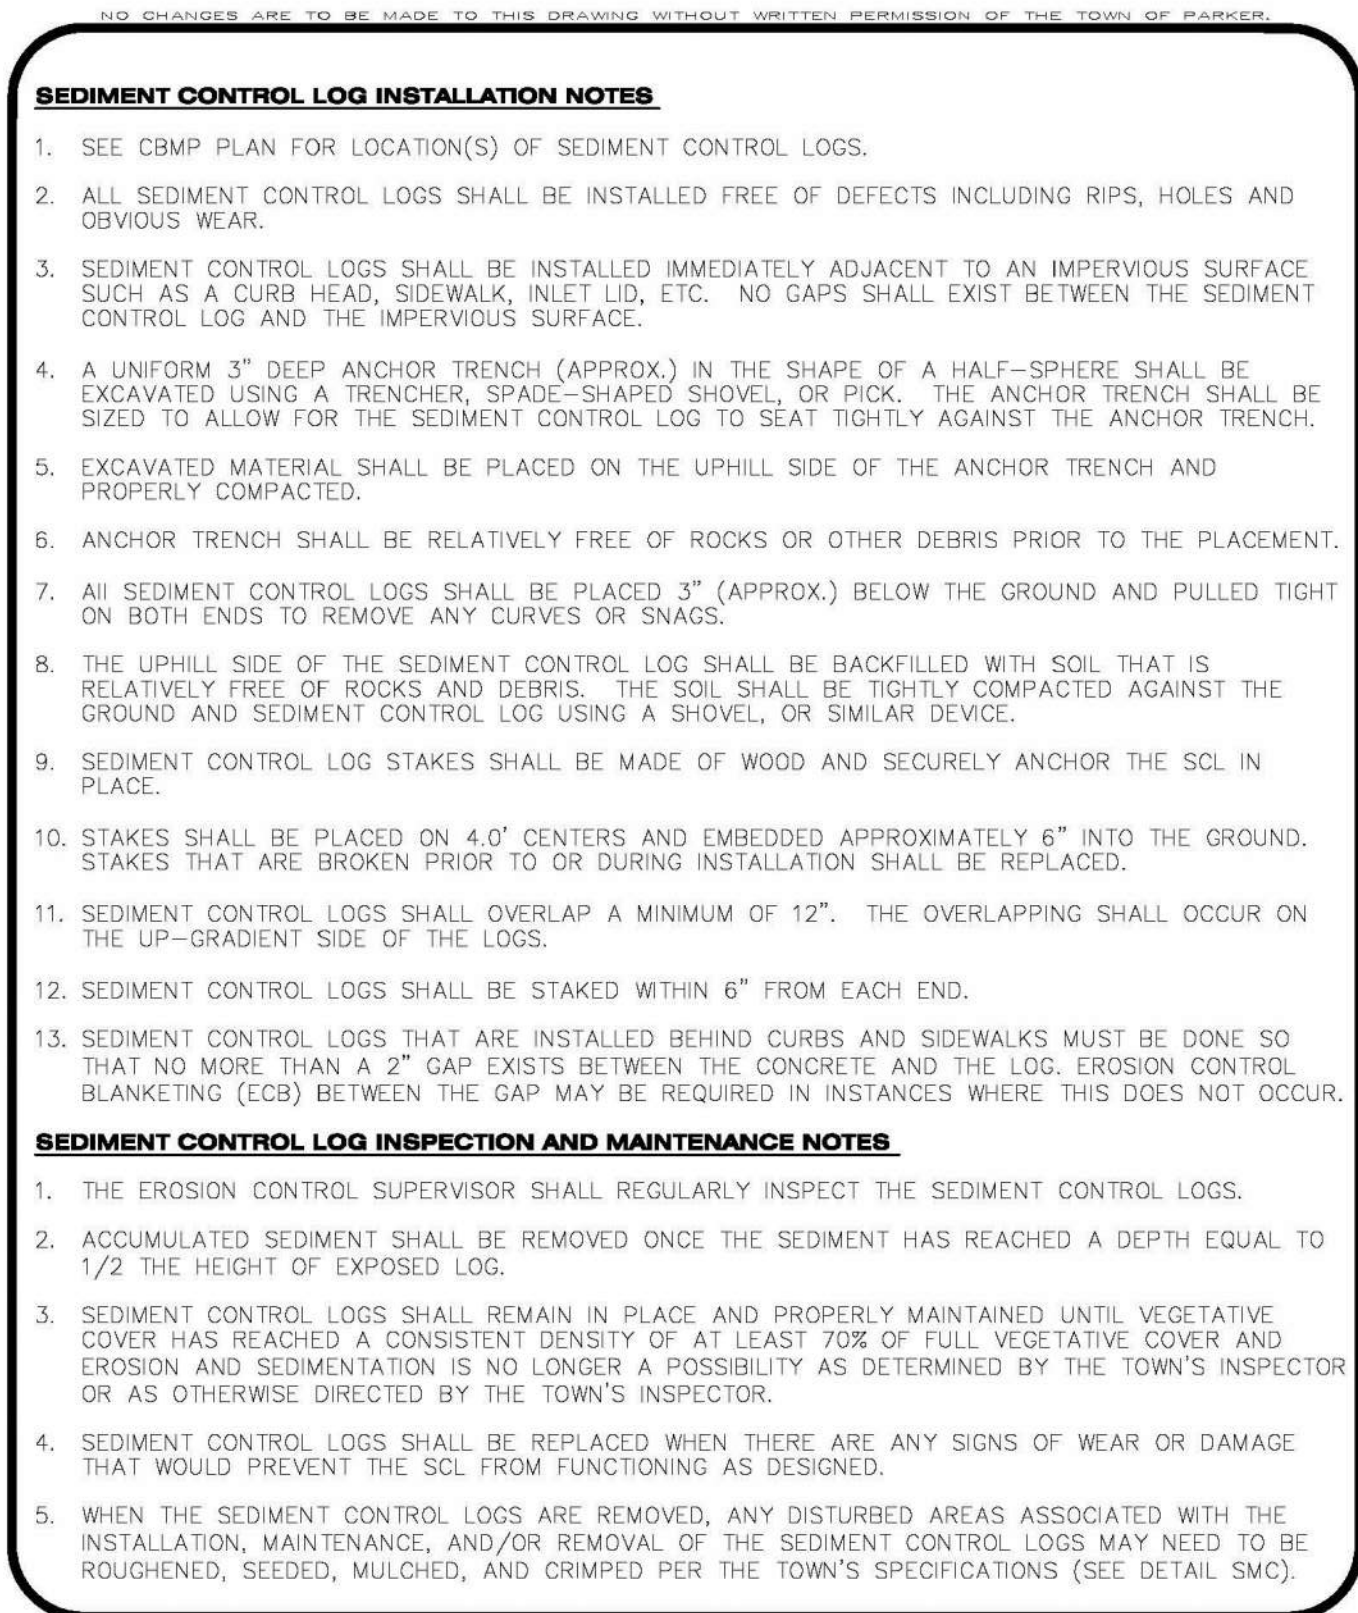 NO CHANGES ARE TO BE MADE TO THIS DRAWING WITHOUT WRITTEN PERMISSION OF THE TOWN OF PARKER.
SEDIMENT CONTROL LOG INSTALLATION NOTES
1. SEE CBMP PLAN FOR LOCATION(S) OF SEDIMENT CONTROL LOGS.
2. ALL SEDIMENT CONTROL LOGS SHALL BE INSTALLED FREE OF DEFECTS INCLUDING RIPS, HOLES AND
OBVIOUS WEAR.
3. SEDIMENT CONTROL LOGS SHALL BE INSTALLED IMMEDIATELY ADJACENT TO AN IMPERVIOUS SURFACE
SUCH AS A CURB HEAD, SIDEWALK, INLET LID, ETC. NO GAPS SHALL EXIST BETWEEN THE SEDIMENT
CONTROL LOG AND THE IMPERVIOUS SURFACE.
4. A UNIFORM 3" DEEP ANCHOR TRENCH (APPROX.) IN THE SHAPE OF A HALF-SPHERE SHALL BE
EXCAVATED USING A TRENCHER, SPADE-SHAPED SHOVEL, OR PICK. THE ANCHOR TRENCH SHALL BE
SIZED TO ALLOW FOR THE SEDIMENT CONTROL LOG TO SEAT TIGHTLY AGAINST THE ANCHOR TRENCH.
5. EXCAVATED MATERIAL SHALL BE PLACED ON THE UPHILL SIDE OF THE ANCHOR TRENCH AND
PROPERLY COMPACTED.
6. ANCHOR TRENCH SHALL BE RELATIVELY FREE OF ROCKS OR OTHER DEBRIS PRIOR TO THE PLACEMENT.
7. All SEDIMENT CONTROL LOGS SHALL BE PLACED 3" (APPROX.) BELOW THE GROUND AND PULLED TIGHT
ON BOTH ENDS TO REMOVE ANY CURVES OR SNAGS.
8. THE UPHILL SIDE OF THE SEDIMENT CONTROL LOG SHALL BE BACKFILLED WITH SOIL THAT IS
RELATIVELY FREE OF ROCKS AND DEBRIS. THE SOIL SHALL BE TIGHTLY COMPACTED AGAINST THE
GROUND AND SEDIMENT CONTROL LOG USING A SHOVEL, OR SIMILAR DEVICE.
9. SEDIMENT CONTROL LOG STAKES SHALL BE MADE OF WOOD AND SECURELY ANCHOR THE SCL IN
PLACE.
10. STAKES SHALL BE PLACED ON 4.0' CENTERS AND EMBEDDED APPROXIMATELY 6" INTO THE GROUND.
STAKES THAT ARE BROKEN PRIOR TO OR DURING INSTALLATION SHALL BE REPLACED.
11. SEDIMENT CONTROL LOGS SHALL OVERLAP A MINIMUM OF 12". THE OVERLAPPING SHALL OCCUR ON
THE UP-GRADIENT SIDE OF THE LOGS.
12. SEDIMENT CONTROL LOGS SHALL BE STAKED WITHIN 6" FROM EACH END.
13. SEDIMENT CONTROL LOGS THAT ARE INSTALLED BEHIND CURBS AND SIDEWALKS MUST BE DONE SO
THAT NO MORE THAN A 2" GAP EXISTS BETWEEN THE CONCRETE AND THE LOG. EROSION CONTROL
BLANKETING (ECB) BETWEEN THE GAP MAY BE REQUIRED IN INSTANCES WHERE THIS DOES NOT OCCUR.
SEDIMENT CONTROL LOG INSPECTION AND MAINTENANCE NOTES
1. THE EROSION CONTROL SUPERVISOR SHALL REGULARLY INSPECT THE SEDIMENT CONTROL LOGS.
2. ACCUMULATED SEDIMENT SHALL BE REMOVED ONCE THE SEDIMENT HAS REACHED A DEPTH EQUAL TO
1/2 THE HEIGHT OF EXPOSED LOG.
3. SEDIMENT CONTROL LOGS SHALL REMAIN IN PLACE AND PROPERLY MAINTAINED UNTIL VEGETATIVE
COVER HAS REACHED A CONSISTENT DENSITY OF AT LEAST 70% OF FULL VEGETATIVE COVER AND
EROSION AND SEDIMENTATION IS NO LONGER A POSSIBILITY AS DETERMINED BY THE TOWN'S INSPECTOR
OR AS OTHERWISE DIRECTED BY THE TOWN'S INSPECTOR.
4. SEDIMENT CONTROL LOGS SHALL BE REPLACED WHEN THERE ARE ANY SIGNS OF WEAR OR DAMAGE
THAT WOULD PREVENT THE SCL FROM FUNCTIONING AS DESIGNED.
5. WHEN THE SEDIMENT CONTROL LOGS ARE REMOVED, ANY DISTURBED AREAS ASSOCIATED WITH THE
INSTALLATION, MAINTENANCE, AND/OR REMOVAL OF THE SEDIMENT CONTROL LOGS MAY NEED TO BE
ROUGHENED, SEEDED, MULCHED, AND CRIMPED PER THE TOWN'S SPECIFICATIONS (SEE DETAIL SMC).